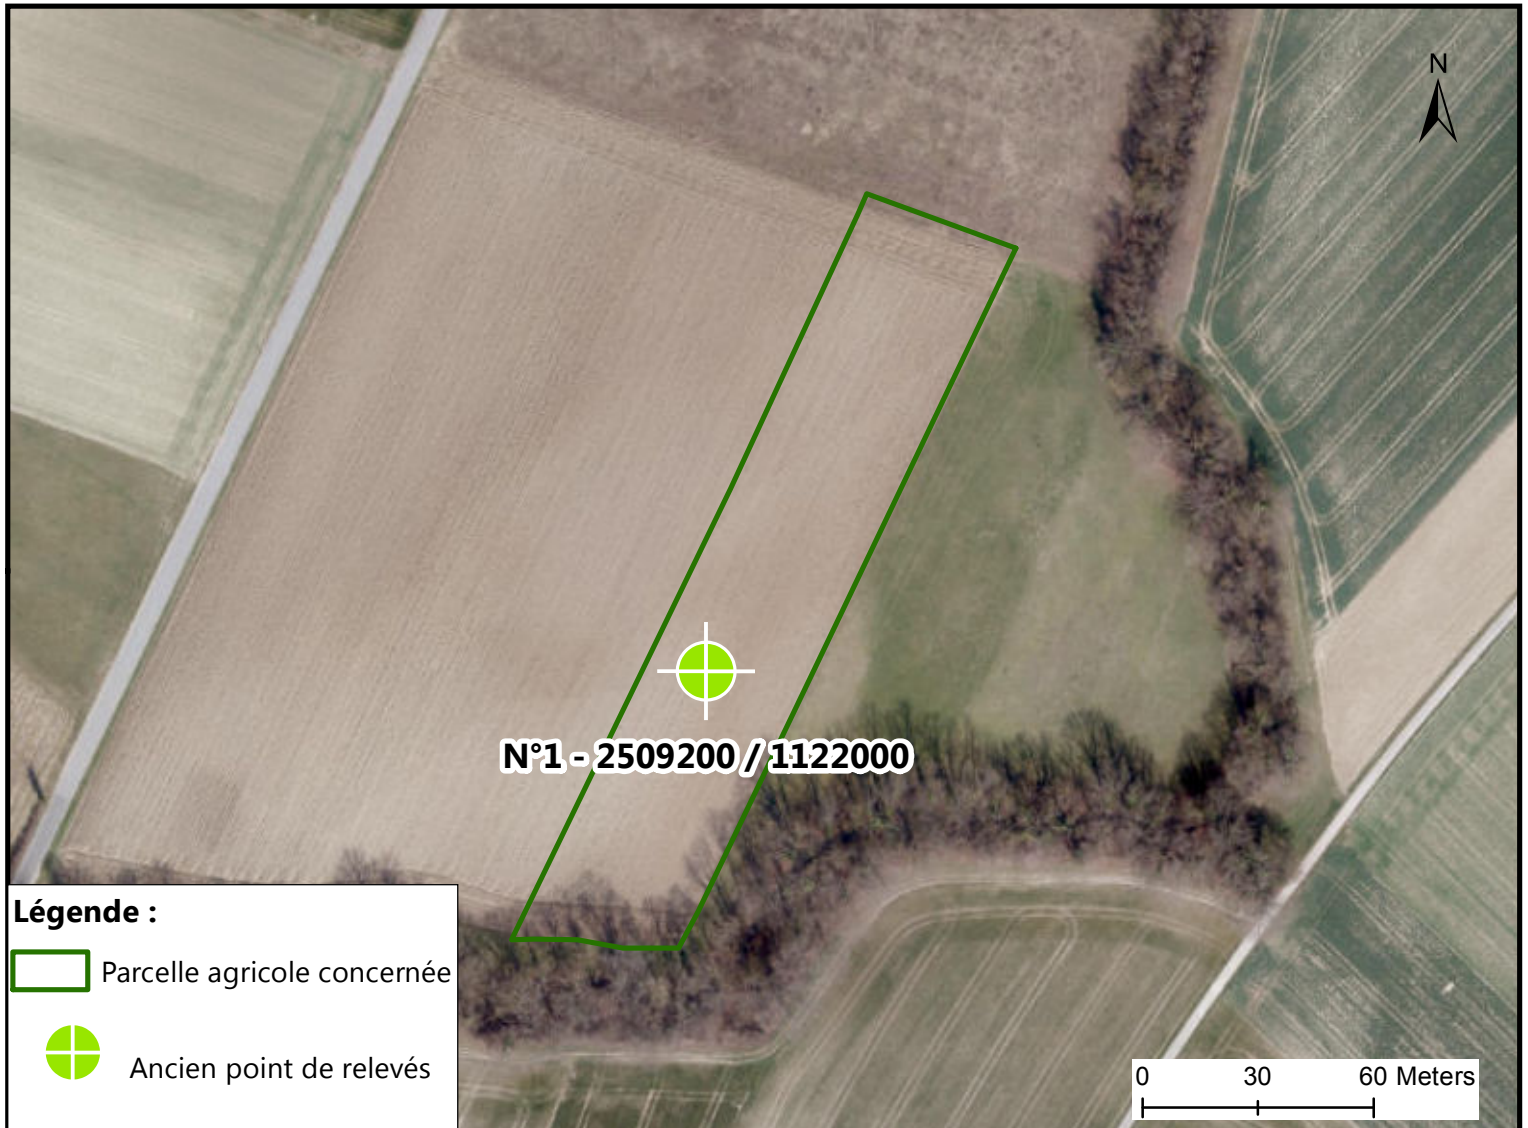 N
N°1 - 2509200 / 1122000
Légende :
Parcelle agricole concernée
Ancien point de relevés
0 30 60 Meters